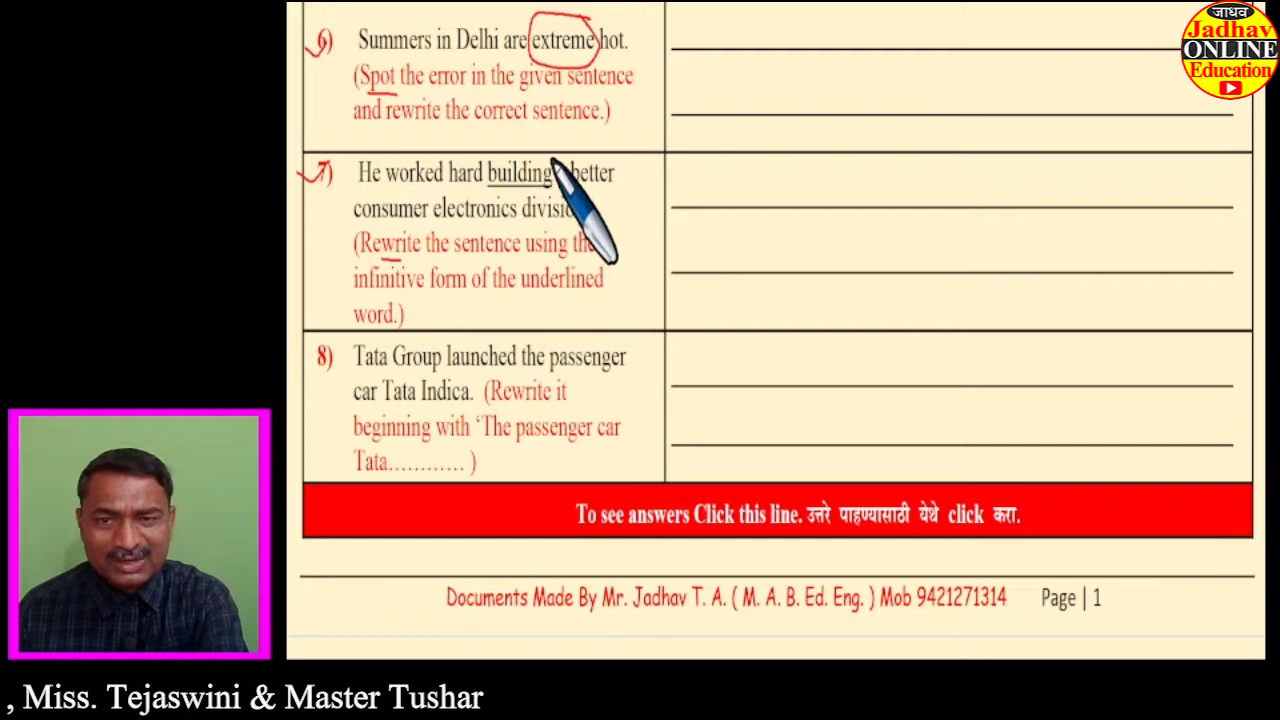 6) Summers in Delhi are extreme hot.
(Spot the error in the given sentence
and rewrite the correct sentence.)
7) He worked hard building better
consumer electronics
(Rewrite the sentence using
infinitive form of the underlined
word.)
8) Tata Group launched the passenger
car Tata Indica. (Rewrite it
beginning with ‘The passenger car
Tata………… )
To see answers Click this line. उत्तरे पाहण्यासाठी येथे click करा.
Documents Made By Mr. Jadhav T. A. ( M. A. B. Ed. Eng. ) Mob 9421271314 Page | 1
जाधव
Jadhav
ONLINE
Education
, Miss. Tejaswini & Master Tushar